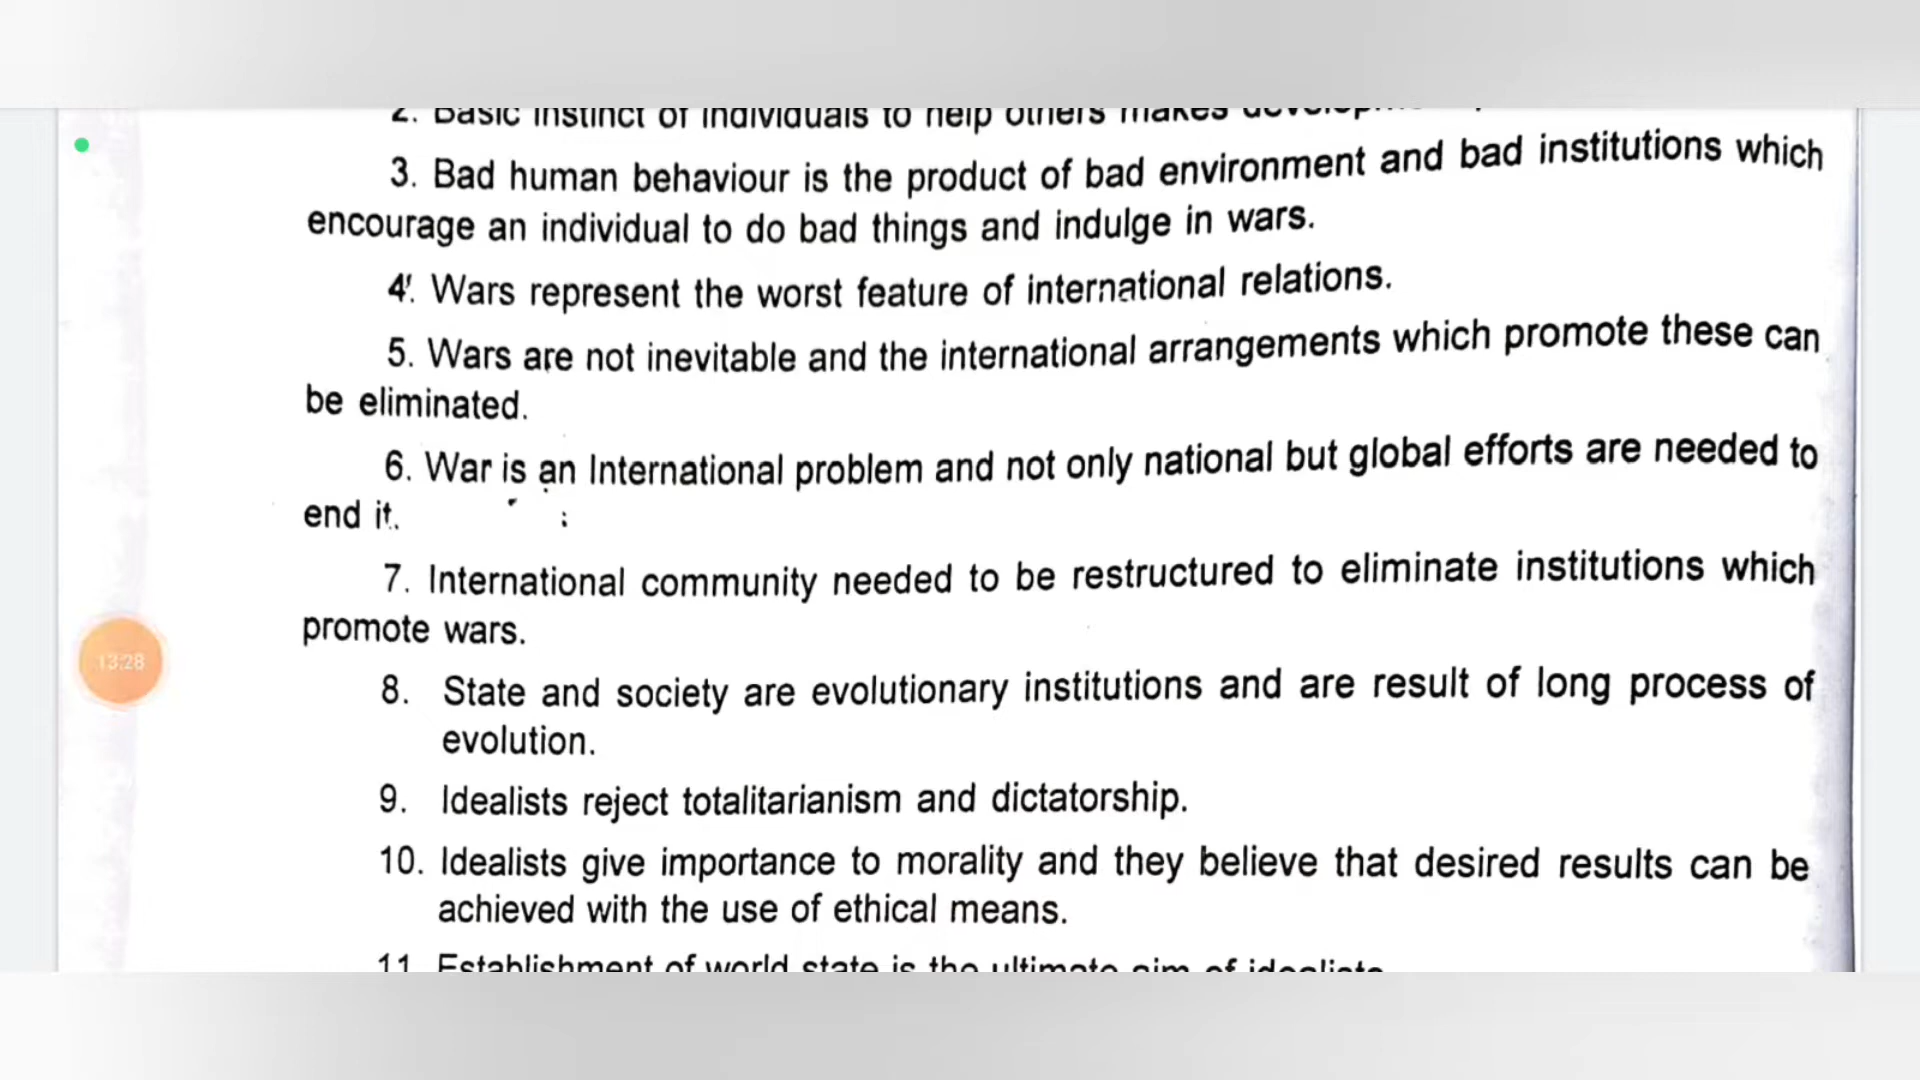 2. Basic instinct of individuals to help others makes
3. Bad human behaviour is the product of bad environment and bad institutions which
encourage an individual to do bad things and indulge in wars.
4. Wars represent the worst feature of international relations.
5. Wars are not inevitable and the international arrangements which promote these can
be eliminated.
6. War is an International problem and not only national but global efforts are needed to
end it.
7. International community needed to be restructured to eliminate institutions which
promote wars.
13:28
8. State and society are evolutionary institutions and are result of long process of
evolution.
9. Idealists reject totalitarianism and dictatorship.
10. Idealists give importance to morality and they believe that desired results can be
achieved with the use of ethical means.
11. Establishment of world state is the ultimate aim of idealists